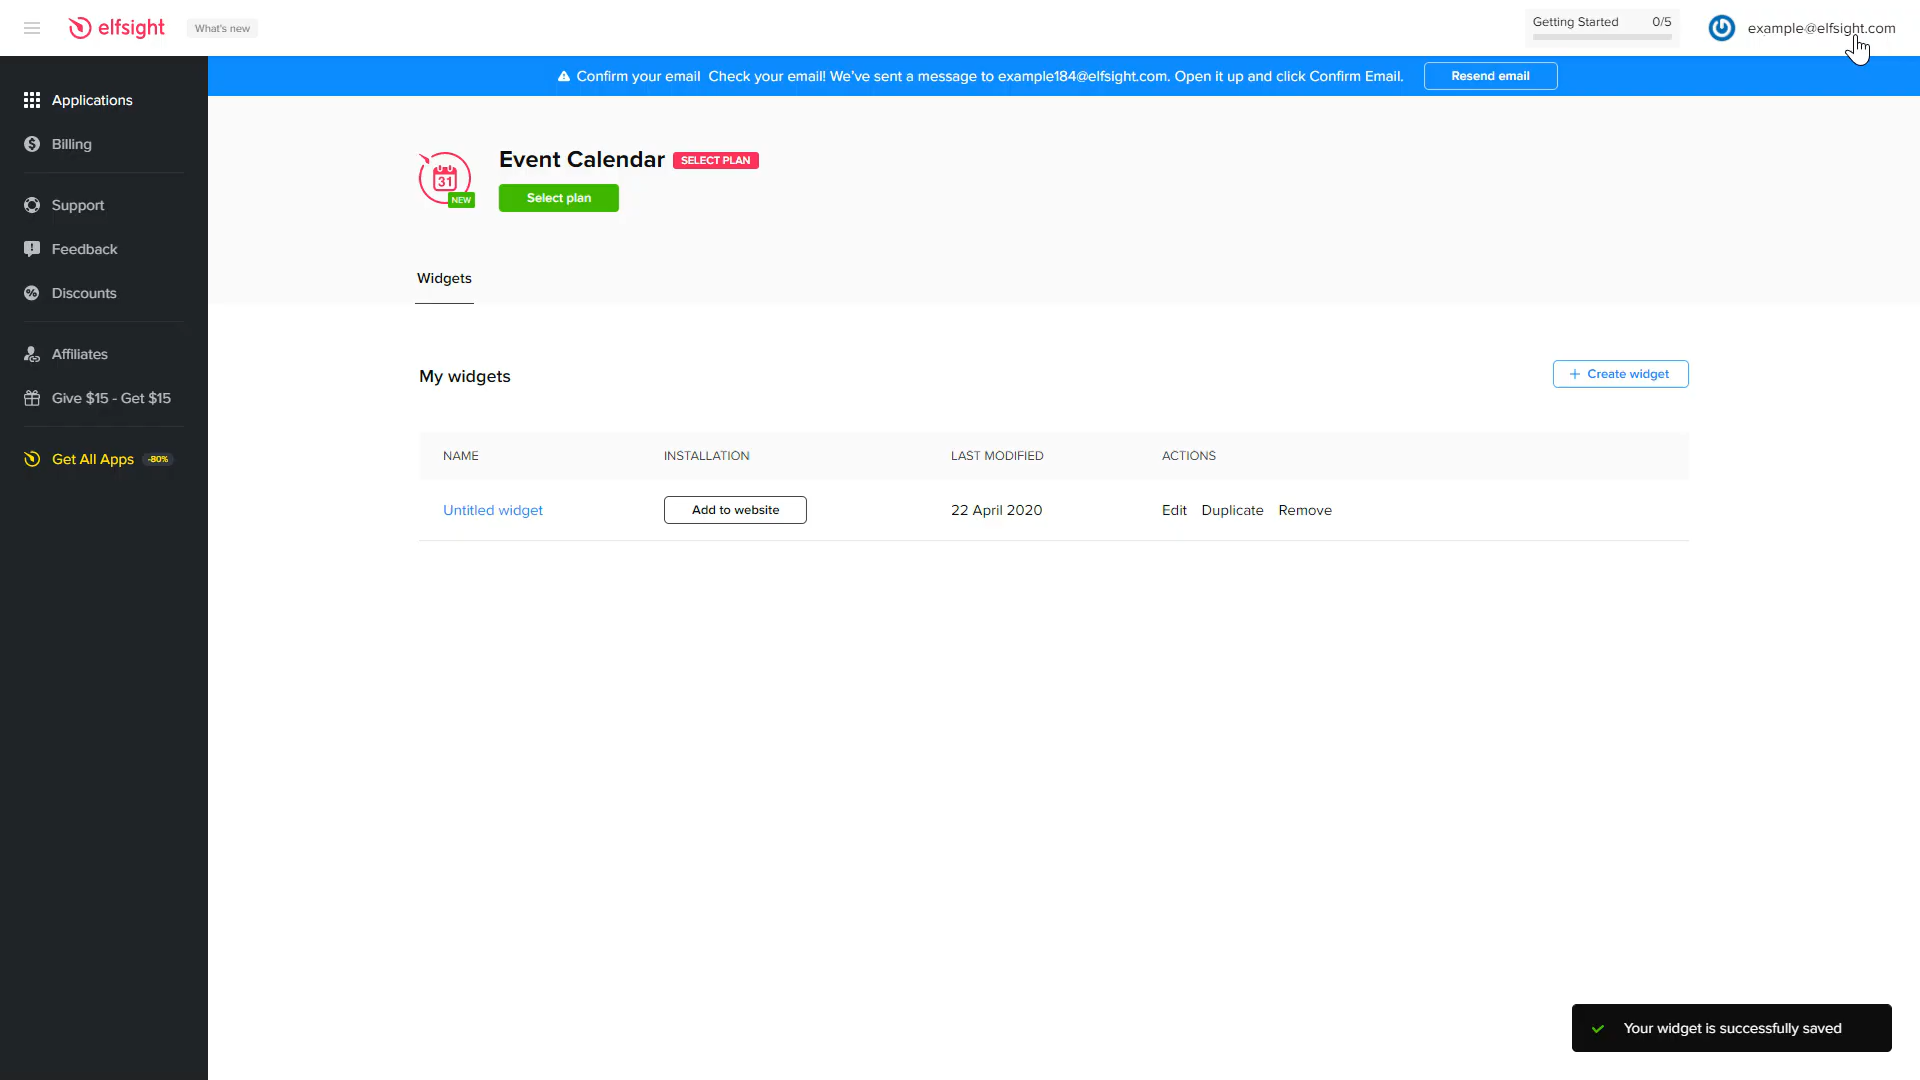 elfsight
What's new
Getting Started 0/5
example@elfsight.com
Confirm your email Check your email! We've sent a message to example184@elfsight.com. Open it up and click Confirm Email.
Resend email
Applications
Billing
Support
Feedback
Discounts
Affiliates
Give $15 - Get $15
Get All Apps -80%
31
NEW
Event Calendar SELECT PLAN
Select plan
Widgets
My widgets
+ Create widget
NAME INSTALLATION LAST MODIFIED ACTIONS
Untitled widget Add to website 22 April 2020 Edit Duplicate Remove
Your widget is successfully saved